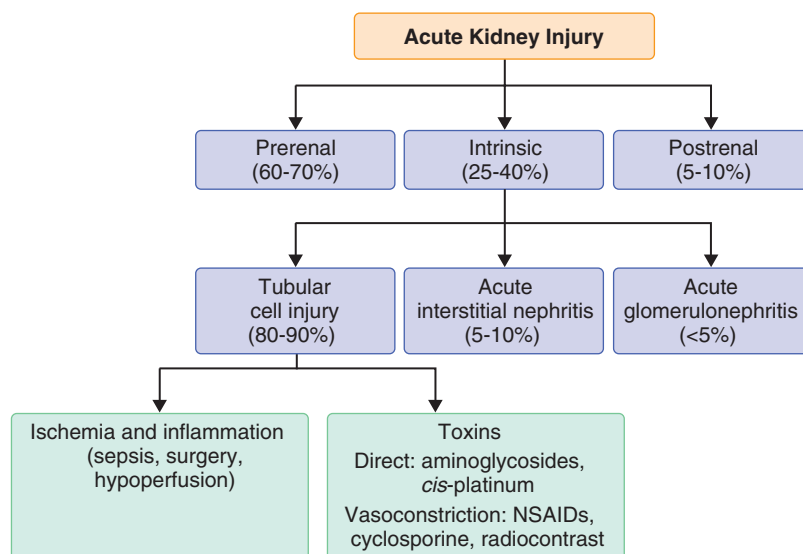 Acute Kidney Injury
Prerenal
(60-70%)
Intrinsic
(25-40%)
Postrenal
(5-10%)
Tubular
cell injury
(80-90%)
Acute
interstitial nephritis
(5-10%)
Acute
glomerulonephritis
(<5%)
Ischemia and inflammation
(sepsis, surgery,
hypoperfusion)
Toxins
Direct: aminoglycosides,
cis-platinum
Vasoconstriction: NSAIDs,
cyclosporine, radiocontrast